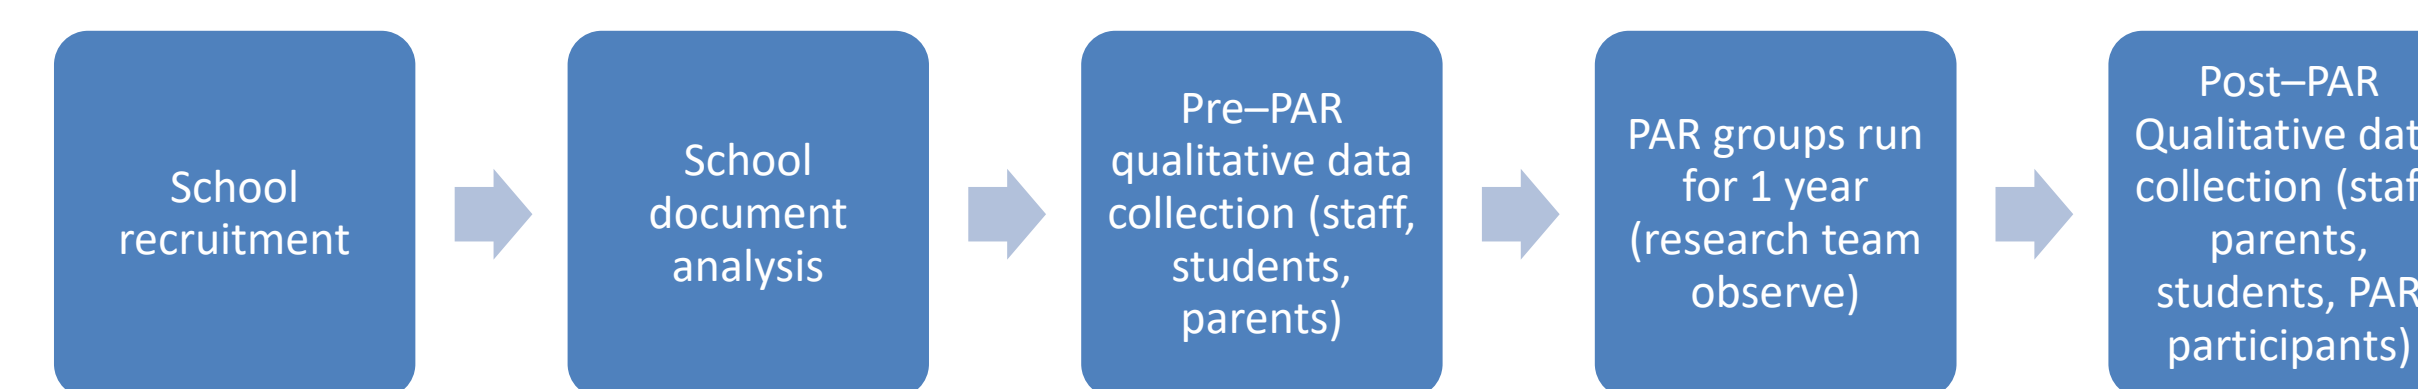 School
recruitment
School
document
analysis
Pre–PAR
qualitative data
collection (staff,
students,
parents)
PAR groups run
for 1 year
(research team
observe)
Post–PAR
Qualitative dat
collection (staf
parents,
students, PAR
participants)